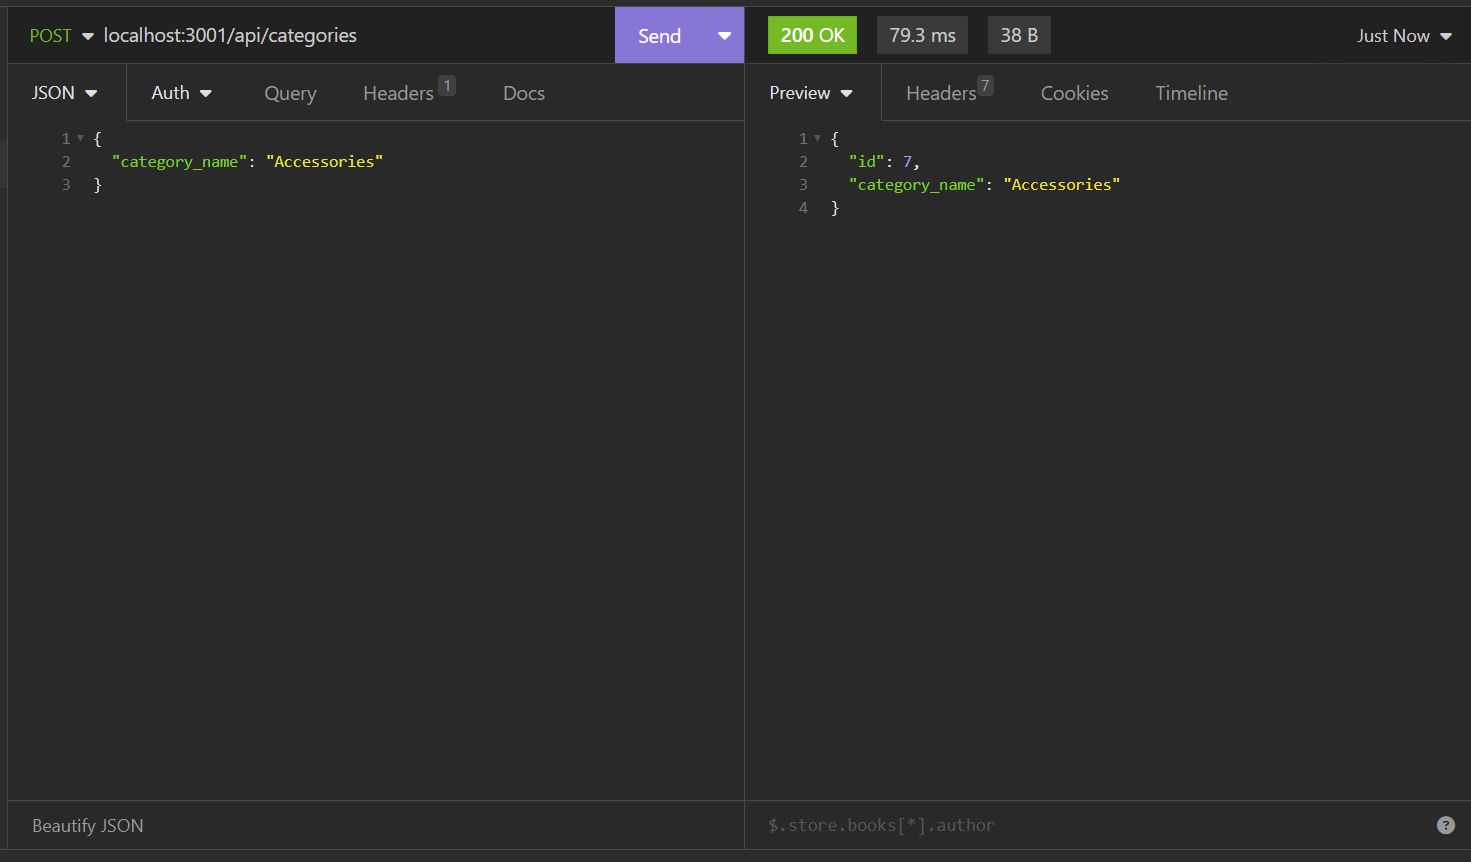 POST localhost:3001/api/categories Send 200 OK 79.3 ms 38 B Just Now
JSON Auth Query Headers 1 Docs Preview Headers 7 Cookies Timeline
1 {
2 "category_name": "Accessories"
3 }
1 {
2 "id": 7,
3 "category_name": "Accessories"
4 }
Beautify JSON $.store.books[*].author ?